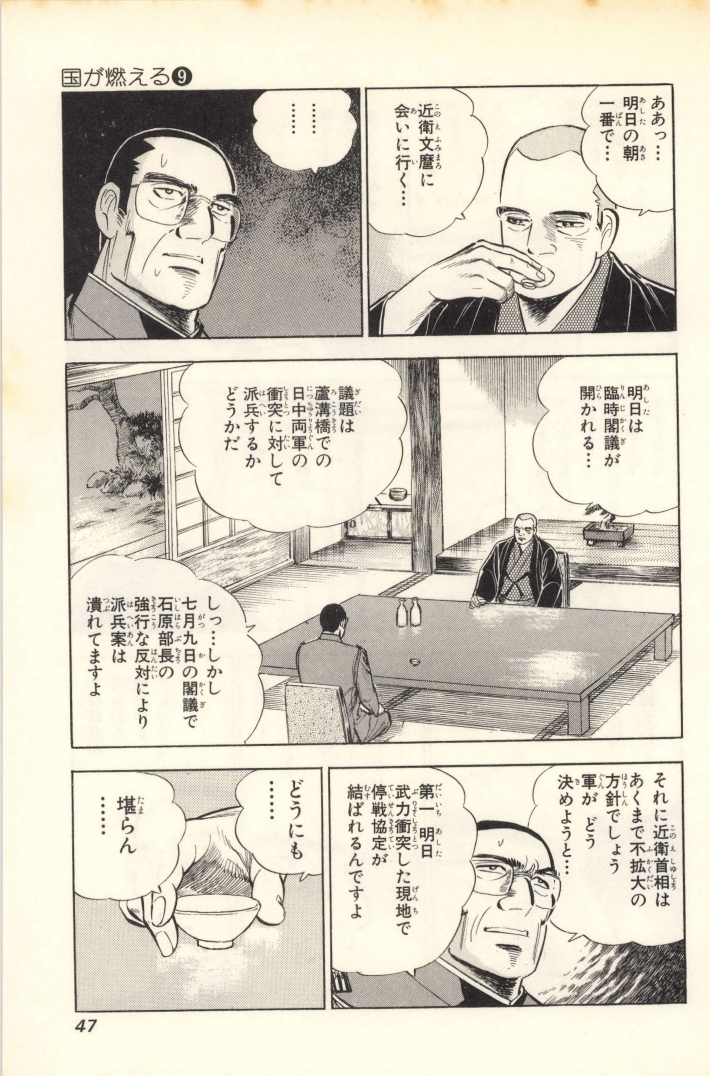 国が燃える❾
ああっ…
明日の朝
一番で…
近衛文麿に
会いに行く…
……
……
明日は
臨時閣議が
開かれる…
議題は
蘆溝橋での
日中両軍の
衝突に対して
派兵するか
どうかだ
しっ…しかし
七月九日の閣議で
石原部長の
強行な反対により
派兵案は
潰れてますよ
それに近衛首相は
あくまで不拡大の
方針でしょう
軍が どう
決めようと…
第一 明日
武力衝突した現地で
停戦協定が
結ばれるんですよ
どうにも
……
堪らん
……
47